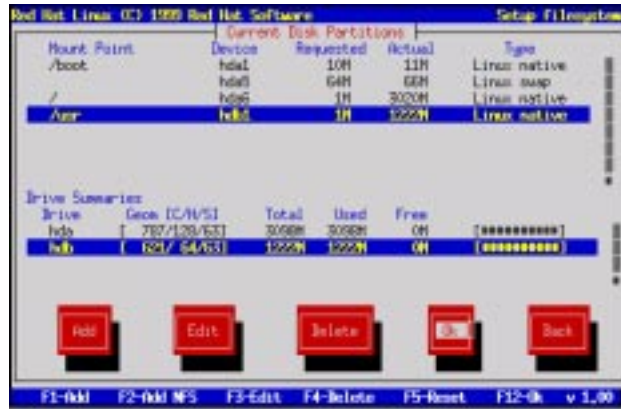 Red Hat Linux (C) 1999 Red Hat Software Setup Filesystem
Current Disk Partitions
Mount Point Device Requested Actual Type
/boot hda1 10M 11M Linux native
hda5 64M 66M Linux swap
/ hda6 1M 3020M Linux native
/usr hdb1 1M 1222M Linux native
Drive Summaries
Drive Geom [C/H/S] Total Used Free
hda [ 787/128/63] 3098M 3098M 0M [##########]
hdb [ 621/ 64/63] 1222M 1222M 0M [##########]
Add Edit Delete Ok Back
F1-Add F2-Add NFS F3-Edit F4-Delete F5-Reset F12-Ok v 1.00